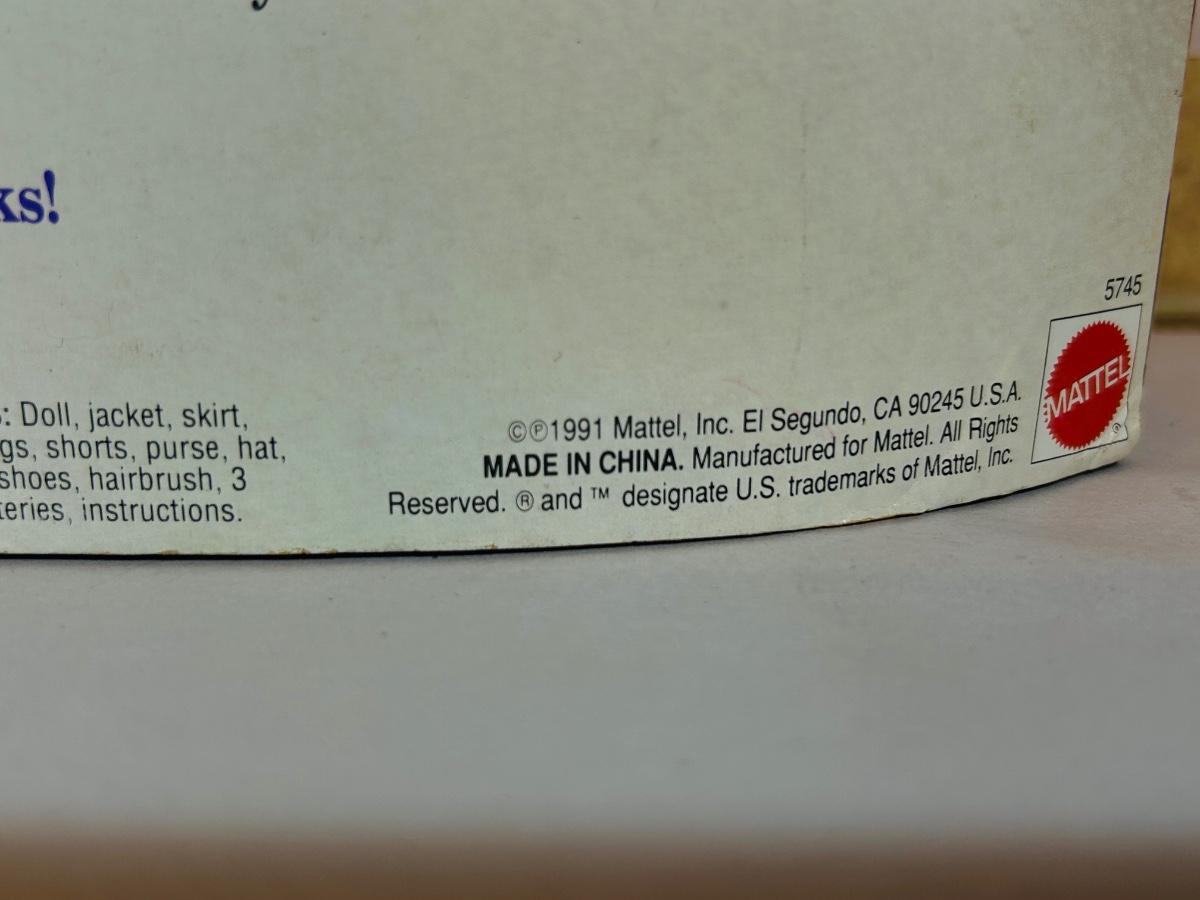 ks!
5745
MATTEL
®
: Doll, jacket, skirt,
gs, shorts, purse, hat,
shoes, hairbrush, 3
teries, instructions.
©℗1991 Mattel, Inc. El Segundo, CA 90245 U.S.A.
MADE IN CHINA. Manufactured for Mattel. All Rights
Reserved. ® and ™ designate U.S. trademarks of Mattel, Inc.